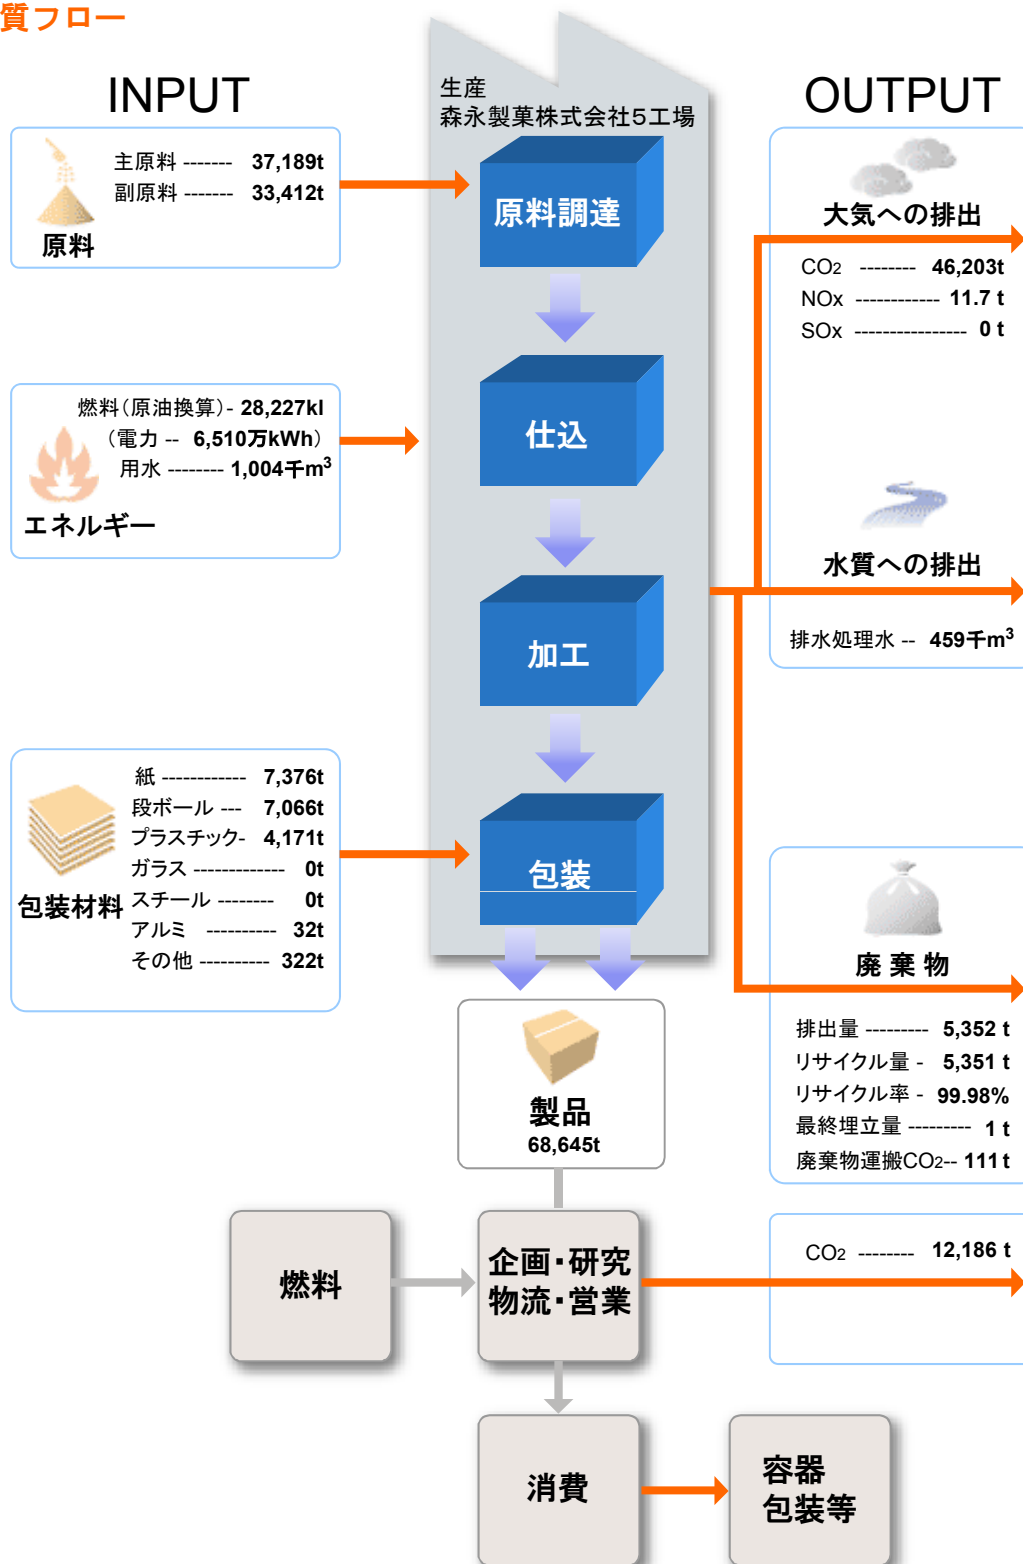 質フロー
INPUT
生産
森永製菓株式会社5工場
OUTPUT
主原料 ------- 37,189t
副原料 ------- 33,412t
原料
原料調達
大気への排出
CO2 -------- 46,203t
NOx ------------ 11.7 t
SOx ---------------- 0 t
燃料(原油換算)- 28,227kl
(電力 -- 6,510万kWh)
用水 -------- 1,004千m3
エネルギー
仕込
水質への排出
排水処理水 -- 459千m3
加工
紙 ------------ 7,376t
段ボール --- 7,066t
プラスチック- 4,171t
ガラス ------------- 0t
スチール -------- 0t
アルミ ---------- 32t
その他 ---------- 322t
包装材料
包装
廃棄物
排出量 --------- 5,352 t
リサイクル量 - 5,351 t
リサイクル率 - 99.98%
最終埋立量 --------- 1 t
廃棄物運搬CO2-- 111 t
製品
68,645t
燃料
企画・研究
物流・営業
CO2 -------- 12,186 t
消費
容器
包装等